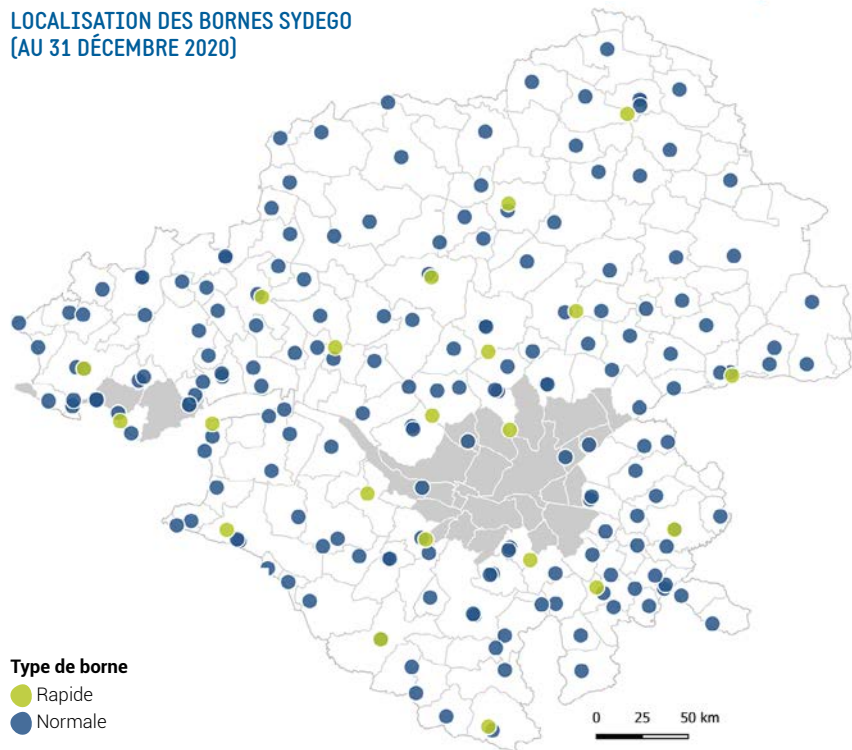 LOCALISATION DES BORNES SYDEGO
(AU 31 DÉCEMBRE 2020)
Type de borne
Rapide
Normale
0 25 50 km